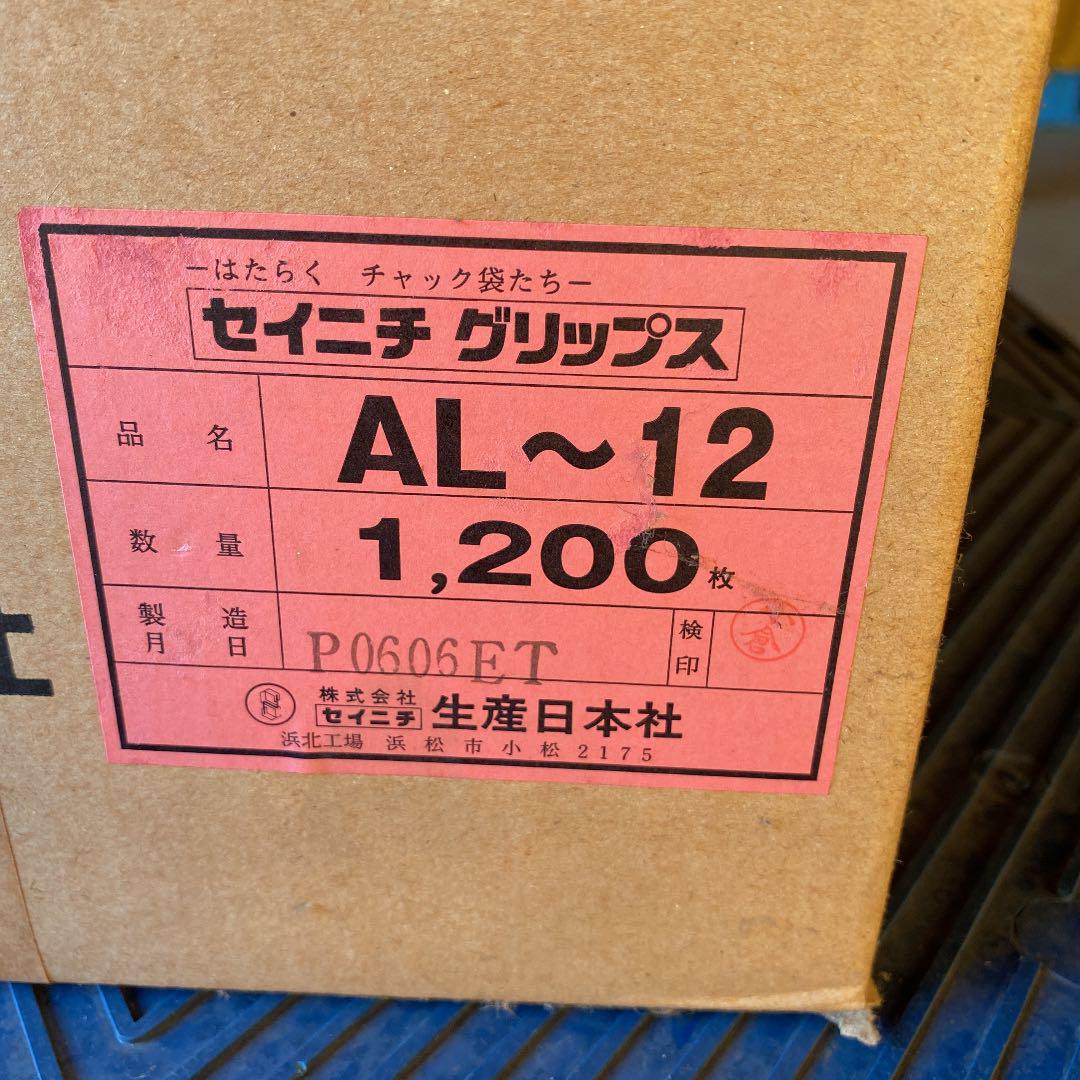 ーはたらく チャック袋たちー
セイニチ グリップス
品名 AL〜12
数量 1,200枚
製造月日 P0606ET 検印
株式会社セイニチ 生産日本社
浜北工場 浜松市小松2175